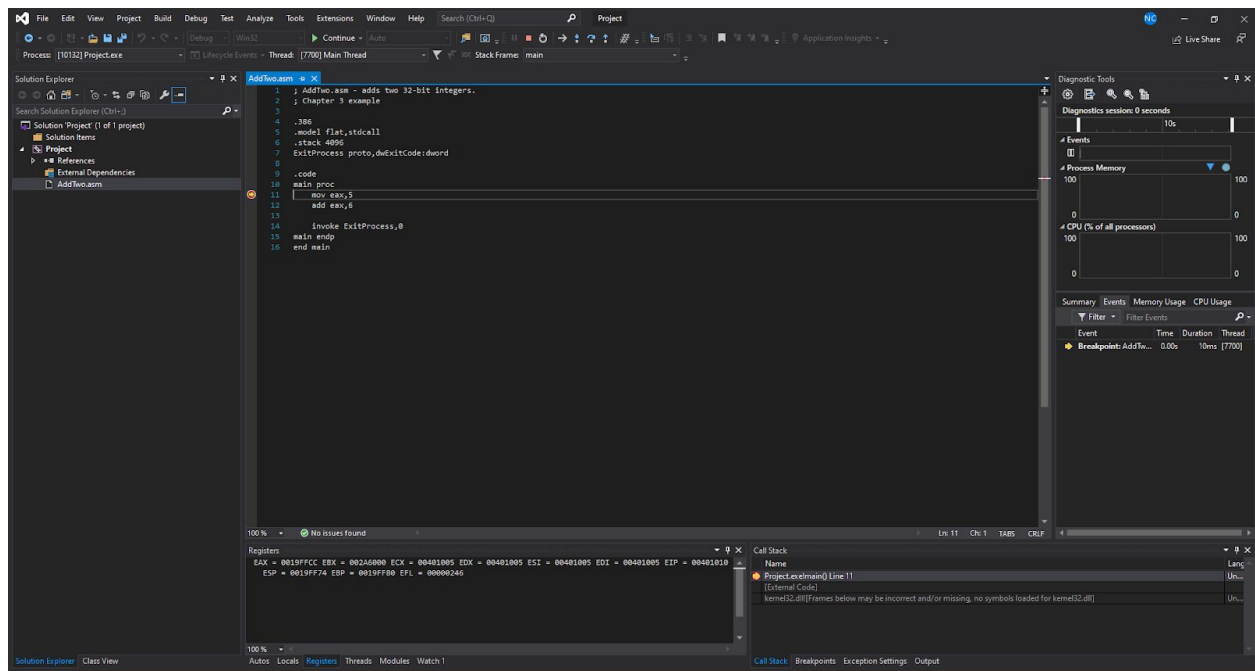 File Edit View Project Build Debug Test Analyze Tools Extensions Window Help Search (Ctrl+Q) Project NC
Debug Win32 Continue Auto Application Insights Live Share
Process: [10132] Project.exe Lifecycle Events Thread: [7700] Main Thread Stack Frame: main
Solution Explorer
Search Solution Explorer (Ctrl+;)
Solution 'Project' (1 of 1 project)
Solution Items
Project
References
External Dependencies
AddTwo.asm
AddTwo.asm
1 ; AddTwo.asm - adds two 32-bit integers.
2 ; Chapter 3 example
3
4 .386
5 .model flat,stdcall
6 .stack 4096
7 ExitProcess proto,dwExitCode:dword
8
9 .code
10 main proc
11 mov eax,5
12 add eax,6
13
14 invoke ExitProcess,0
15 main endp
16 end main
100 % No issues found Ln: 11 Ch: 1 TABS CRLF
Diagnostic Tools
Diagnostics session: 0 seconds
10s
Events
Process Memory
100 100
0 0
CPU (% of all processors)
100 100
0 0
Summary Events Memory Usage CPU Usage
Filter Filter Events
Event Time Duration Thread
Breakpoint: AddTw... 0.00s 10ms [7700]
Registers
EAX = 0019FFCC EBX = 002A6000 ECX = 00401005 EDX = 00401005 ESI = 00401005 EDI = 00401005 EIP = 00401010
ESP = 0019FF74 EBP = 0019FF80 EFL = 00000246
100 %
Autos Locals Registers Threads Modules Watch 1
Call Stack
Name Lang
Project.exe!main() Line 11 Un...
[External Code]
kernel32.dll![Frames below may be incorrect and/or missing, no symbols loaded for kernel32.dll] Un...
Call Stack Breakpoints Exception Settings Output
Solution Explorer Class View